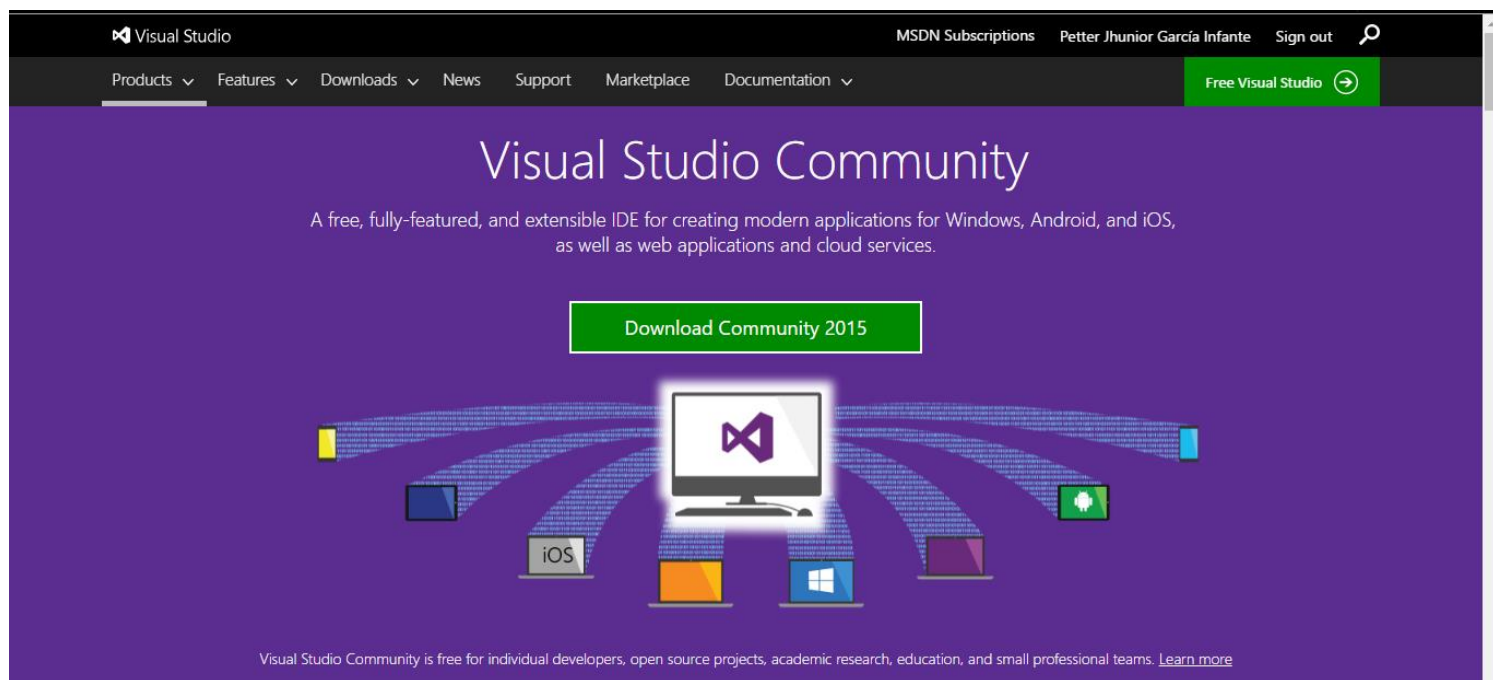 Visual Studio
MSDN Subscriptions Petter Jhunior García Infante Sign out
Products Features Downloads News Support Marketplace Documentation
Free Visual Studio
Visual Studio Community
A free, fully-featured, and extensible IDE for creating modern applications for Windows, Android, and iOS,
as well as web applications and cloud services.
Download Community 2015
iOS
Visual Studio Community is free for individual developers, open source projects, academic research, education, and small professional teams. Learn more